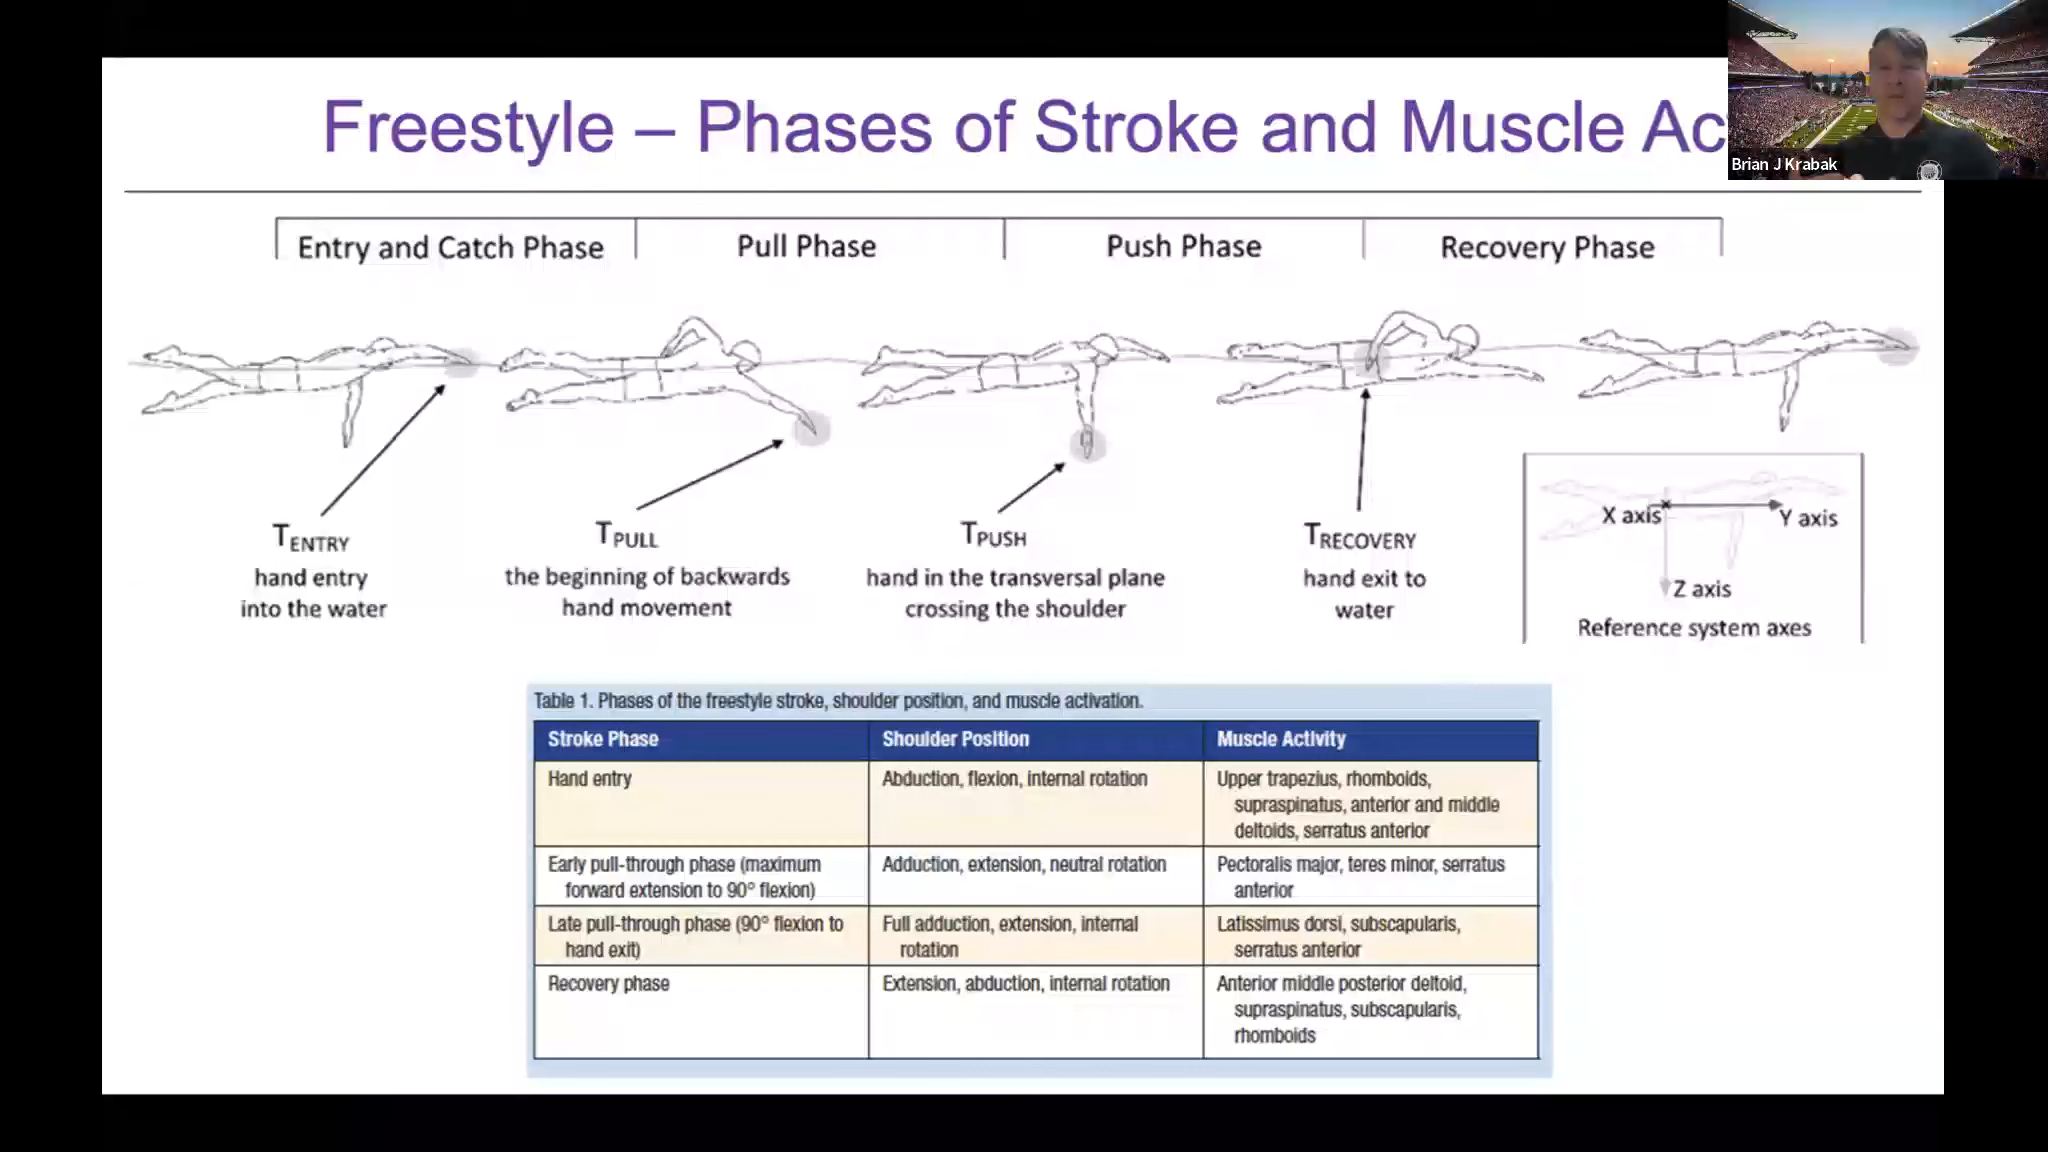 Freestyle – Phases of Stroke and Muscle Ac
Brian J Krabak
Entry and Catch Phase
Pull Phase
Push Phase
Recovery Phase
TENTRY
hand entry
into the water
TPULL
the beginning of backwards
hand movement
TPUSH
hand in the transversal plane
crossing the shoulder
TRECOVERY
hand exit to
water
X axis
Y axis
Z axis
Reference system axes
Table 1. Phases of the freestyle stroke, shoulder position, and muscle activation.
Stroke Phase
Shoulder Position
Muscle Activity
Hand entry
Abduction, flexion, internal rotation
Upper trapezius, rhomboids,
supraspinatus, anterior and middle
deltoids, serratus anterior
Early pull-through phase (maximum
forward extension to 90° flexion)
Adduction, extension, neutral rotation
Pectoralis major, teres minor, serratus
anterior
Late pull-through phase (90° flexion to
hand exit)
Full adduction, extension, internal
rotation
Latissimus dorsi, subscapularis,
serratus anterior
Recovery phase
Extension, abduction, internal rotation
Anterior middle posterior deltoid,
supraspinatus, subscapularis,
rhomboids